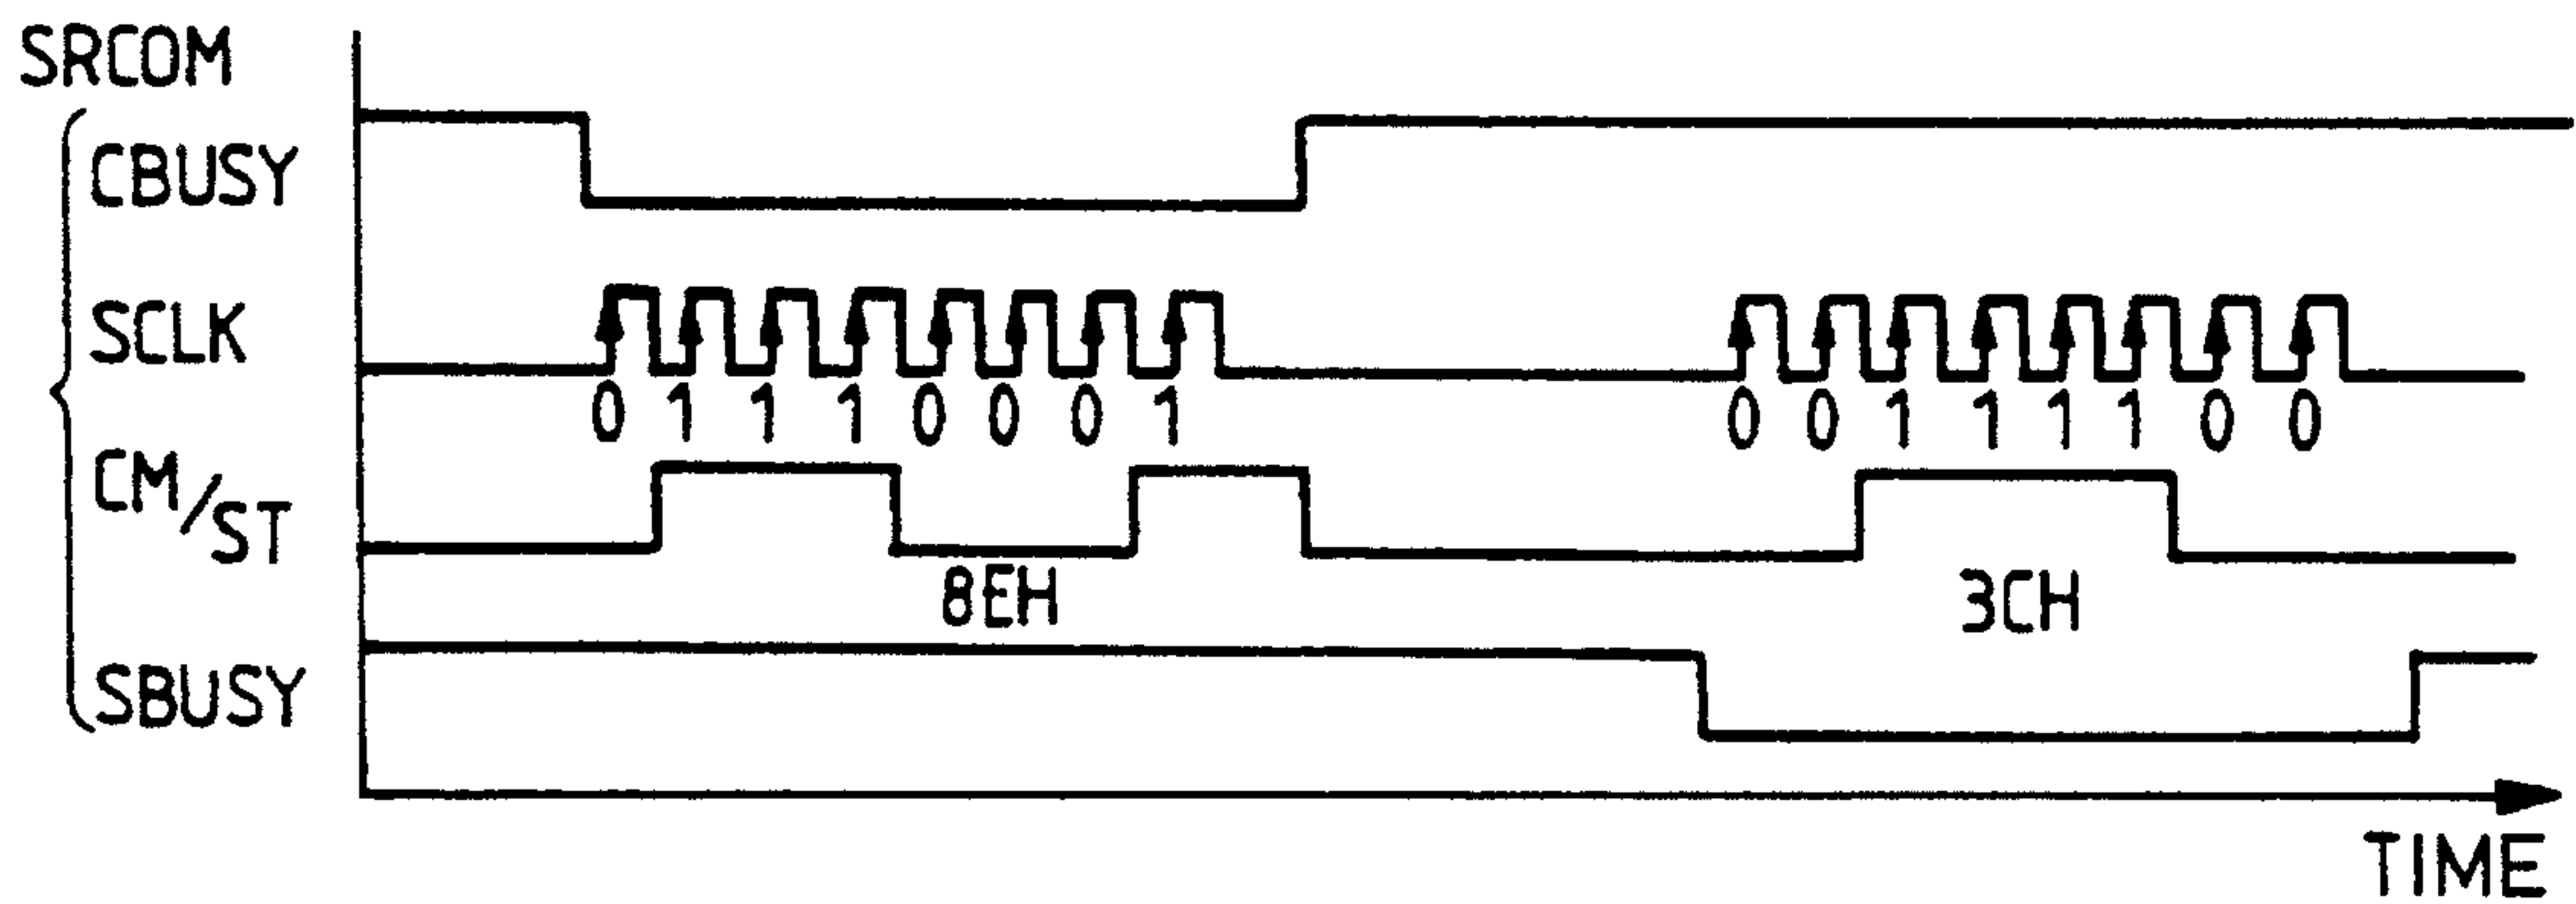 SRCOM
CBUSY
SCLK
0 1 1 1 0 0 0 1 0 0 1 1 1 1 0 0
CM/ST
8EH 3CH
SBUSY
TIME